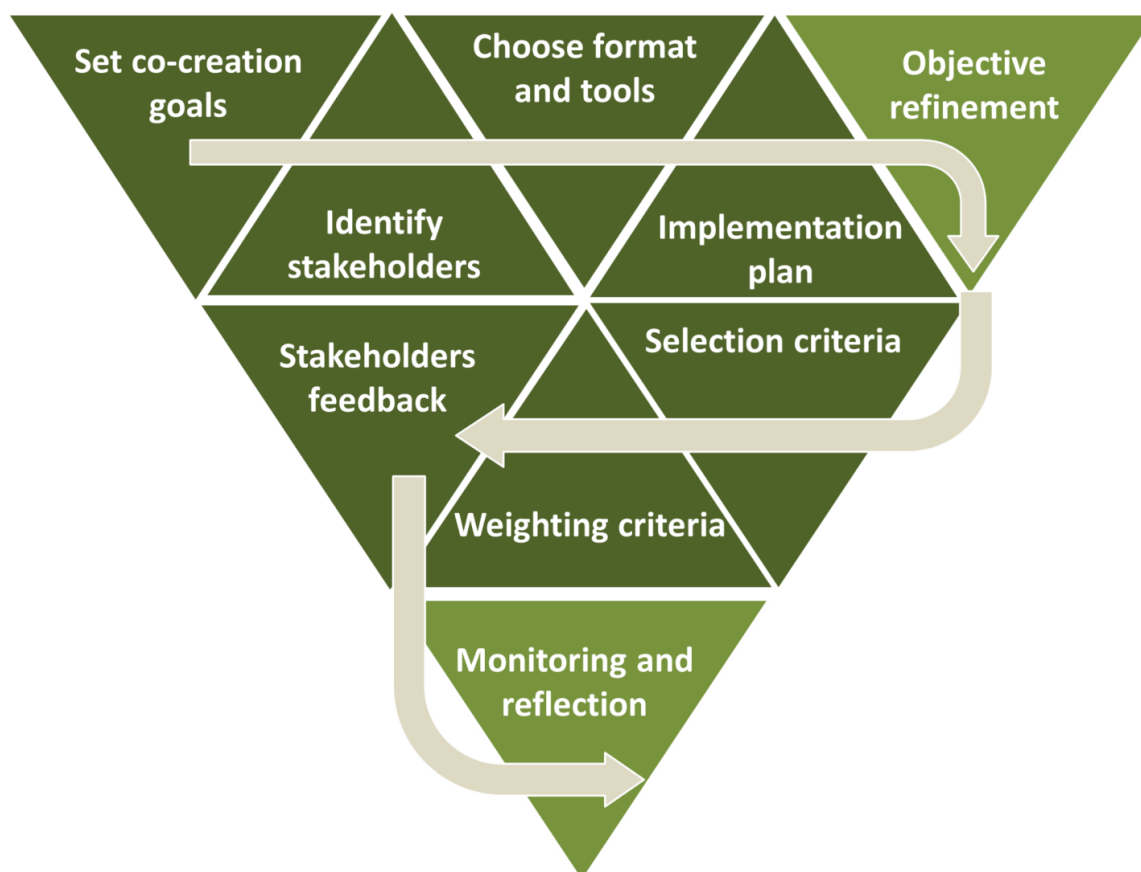 Set co-creation
goals
Choose format
and tools
Objective
refinement
Identify
stakeholders
Implementation
plan
Stakeholders
feedback
Selection criteria
Weighting criteria
Monitoring and
reflection